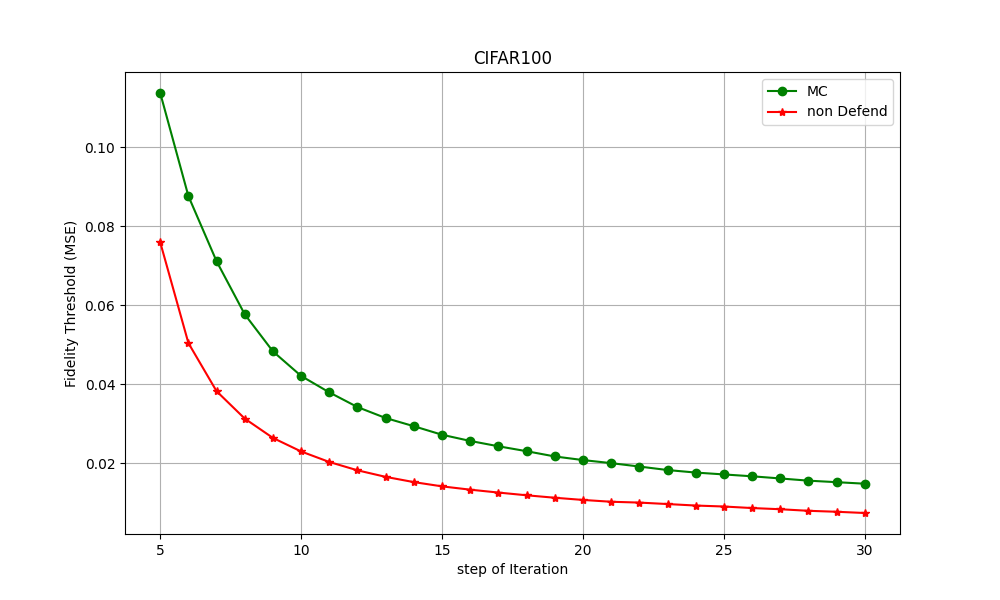 CIFAR100
MC
non Defend
Fidelity Threshold (MSE)
0.10
0.08
0.06
0.04
0.02
5 10 15 20 25 30
step of Iteration